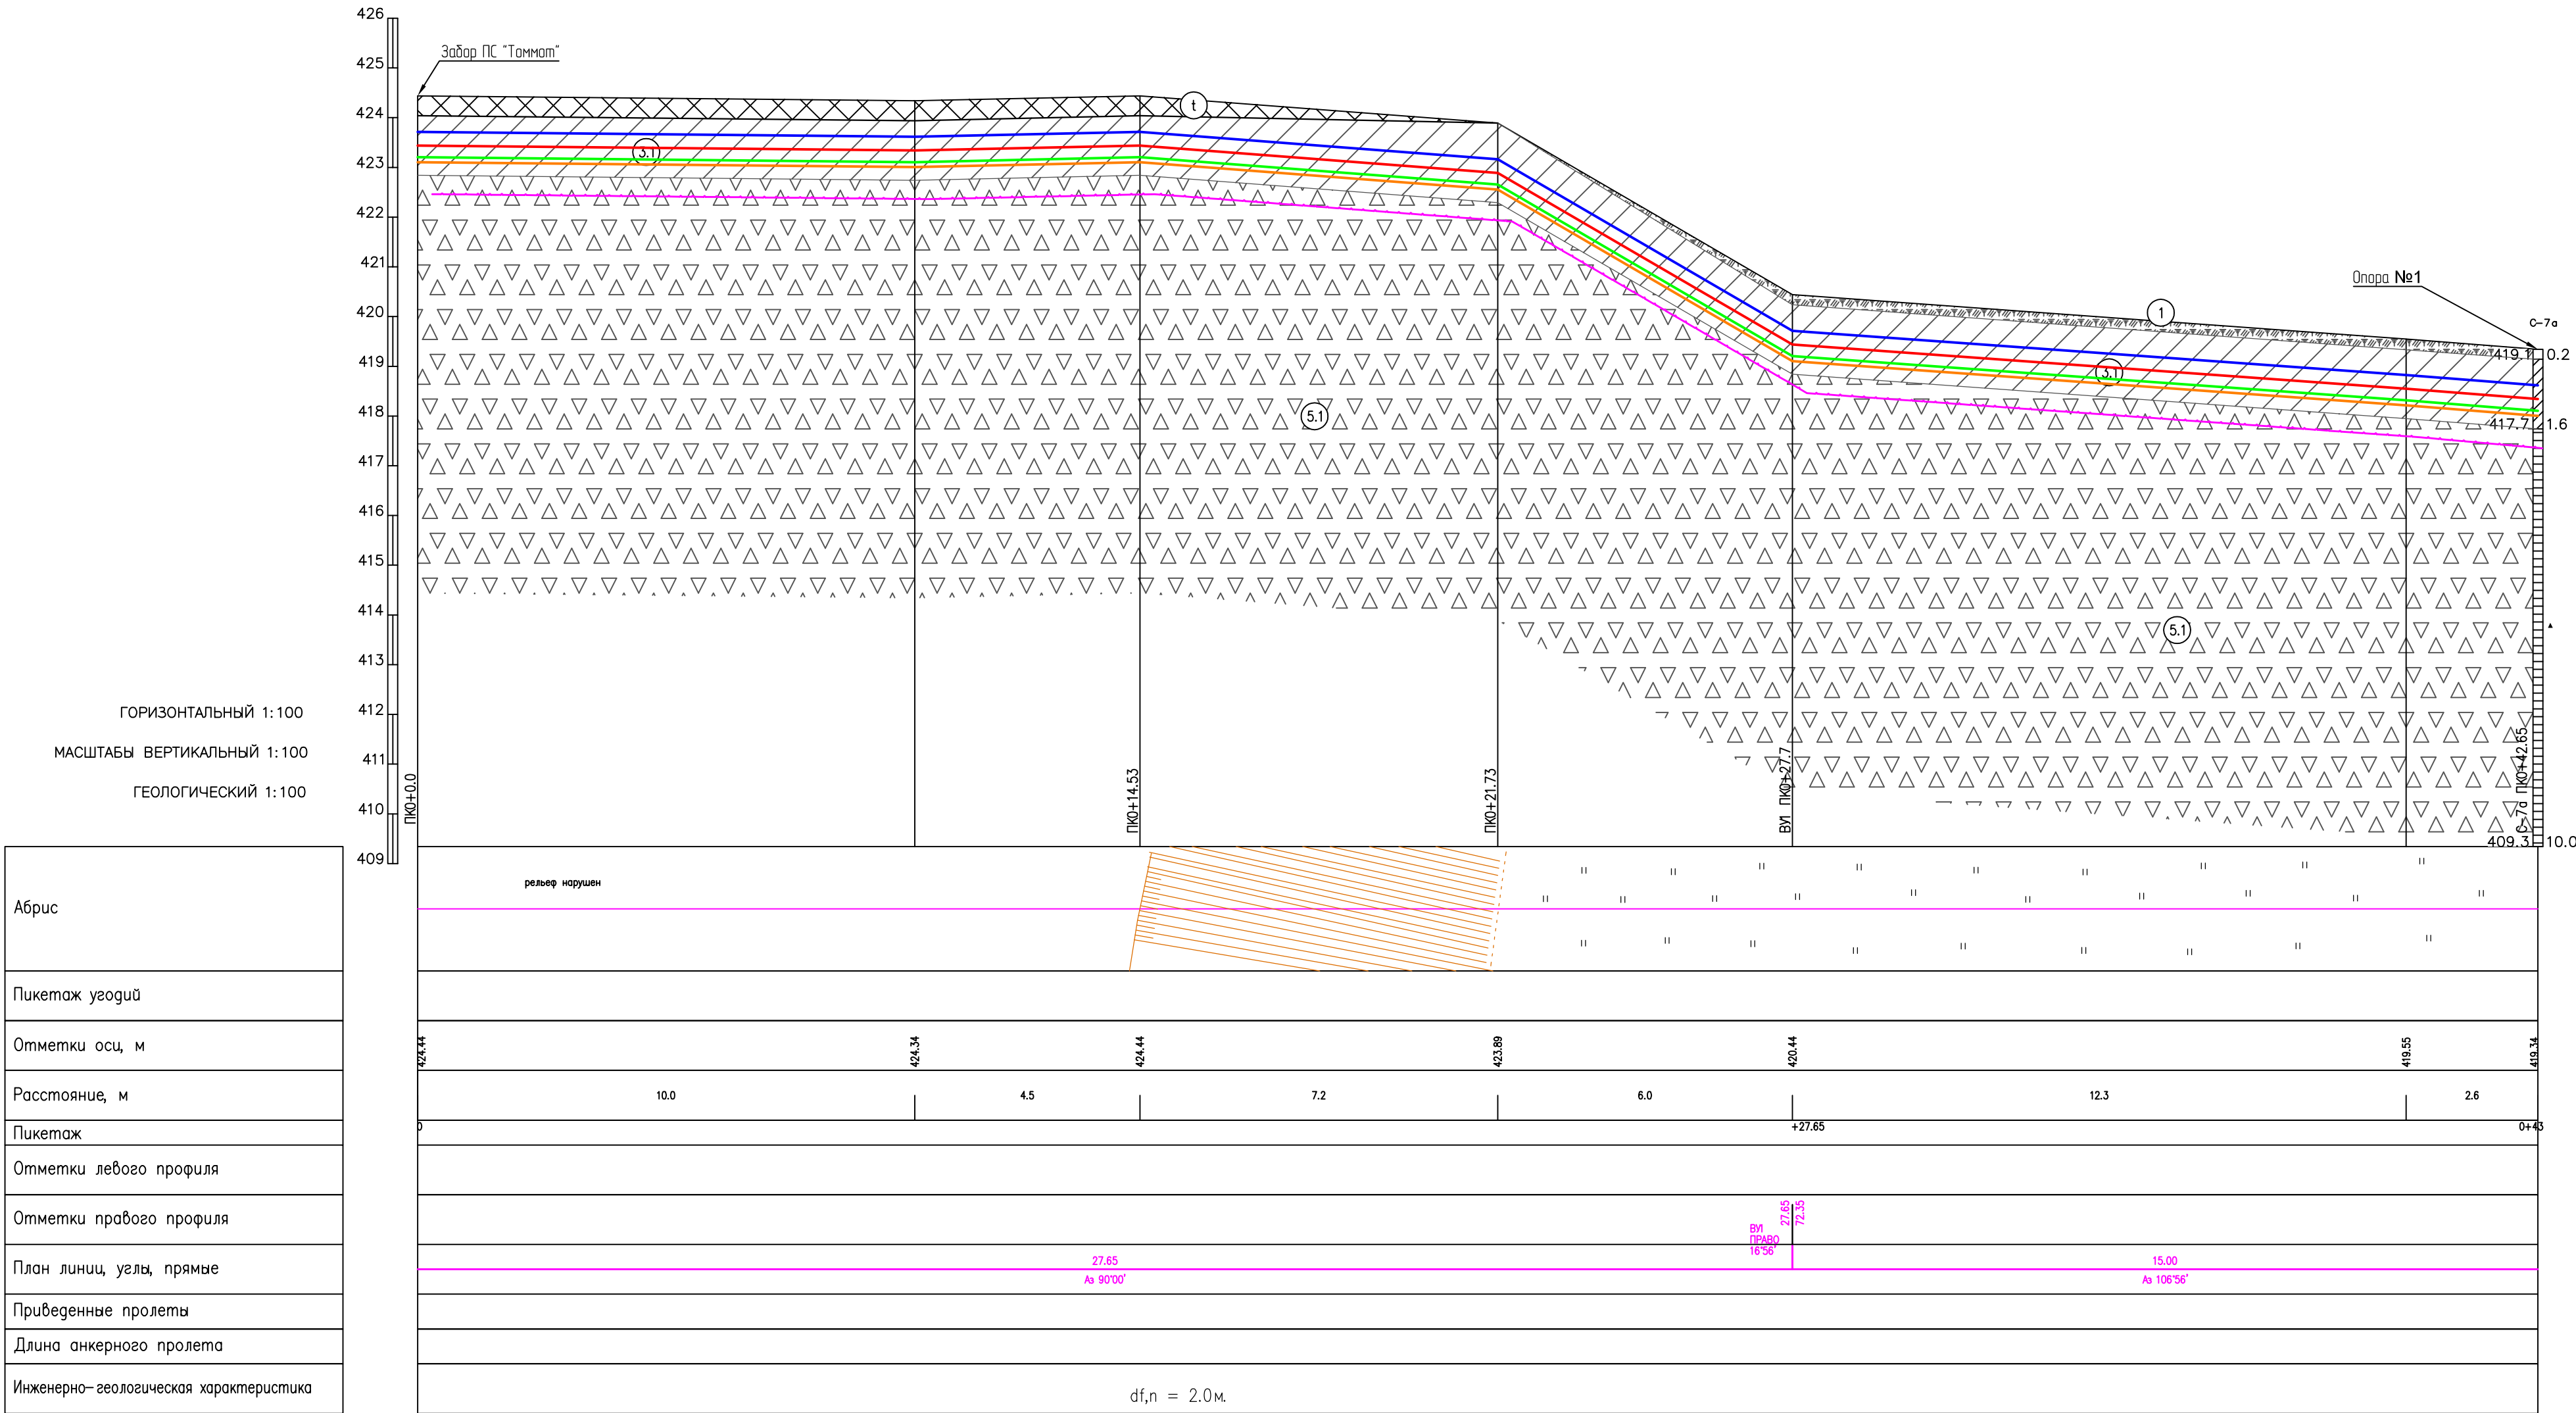 426
425
424
423
422
421
420
419
418
417
416
415
414
413
412
411
410
409
Забор ПС "Томмот"
t
3.1
5.1
1
3.1
5.1
Опора №1
С-7а
419.1 0.2
417.7 1.6
409.3 10.0
ГОРИЗОНТАЛЬНЫЙ 1:100
МАСШТАБЫ ВЕРТИКАЛЬНЫЙ 1:100
ГЕОЛОГИЧЕСКИЙ 1:100
ПК0+0.0
ПК0+14.53
ПК0+21.73
ВУ1 ПК0+27.7
С-7а ПК0+42.65
Абрис
рельеф нарушен
Пикетаж угодий
Отметки оси, м
424.44 424.34 424.44 423.89 420.44 419.55 419.34
Расстояние, м
10.0 4.5 7.2 6.0 12.3 2.6
Пикетаж
0 +27.65 0+43
Отметки левого профиля
Отметки правого профиля
27.65
72.35
ВУ1
ПРАВО
16°56'
План линии, углы, прямые
27.65
Аз 90°00'
15.00
Аз 106°56'
Приведенные пролеты
Длина анкерного пролета
Инженерно-геологическая характеристика
df,n = 2.0м.